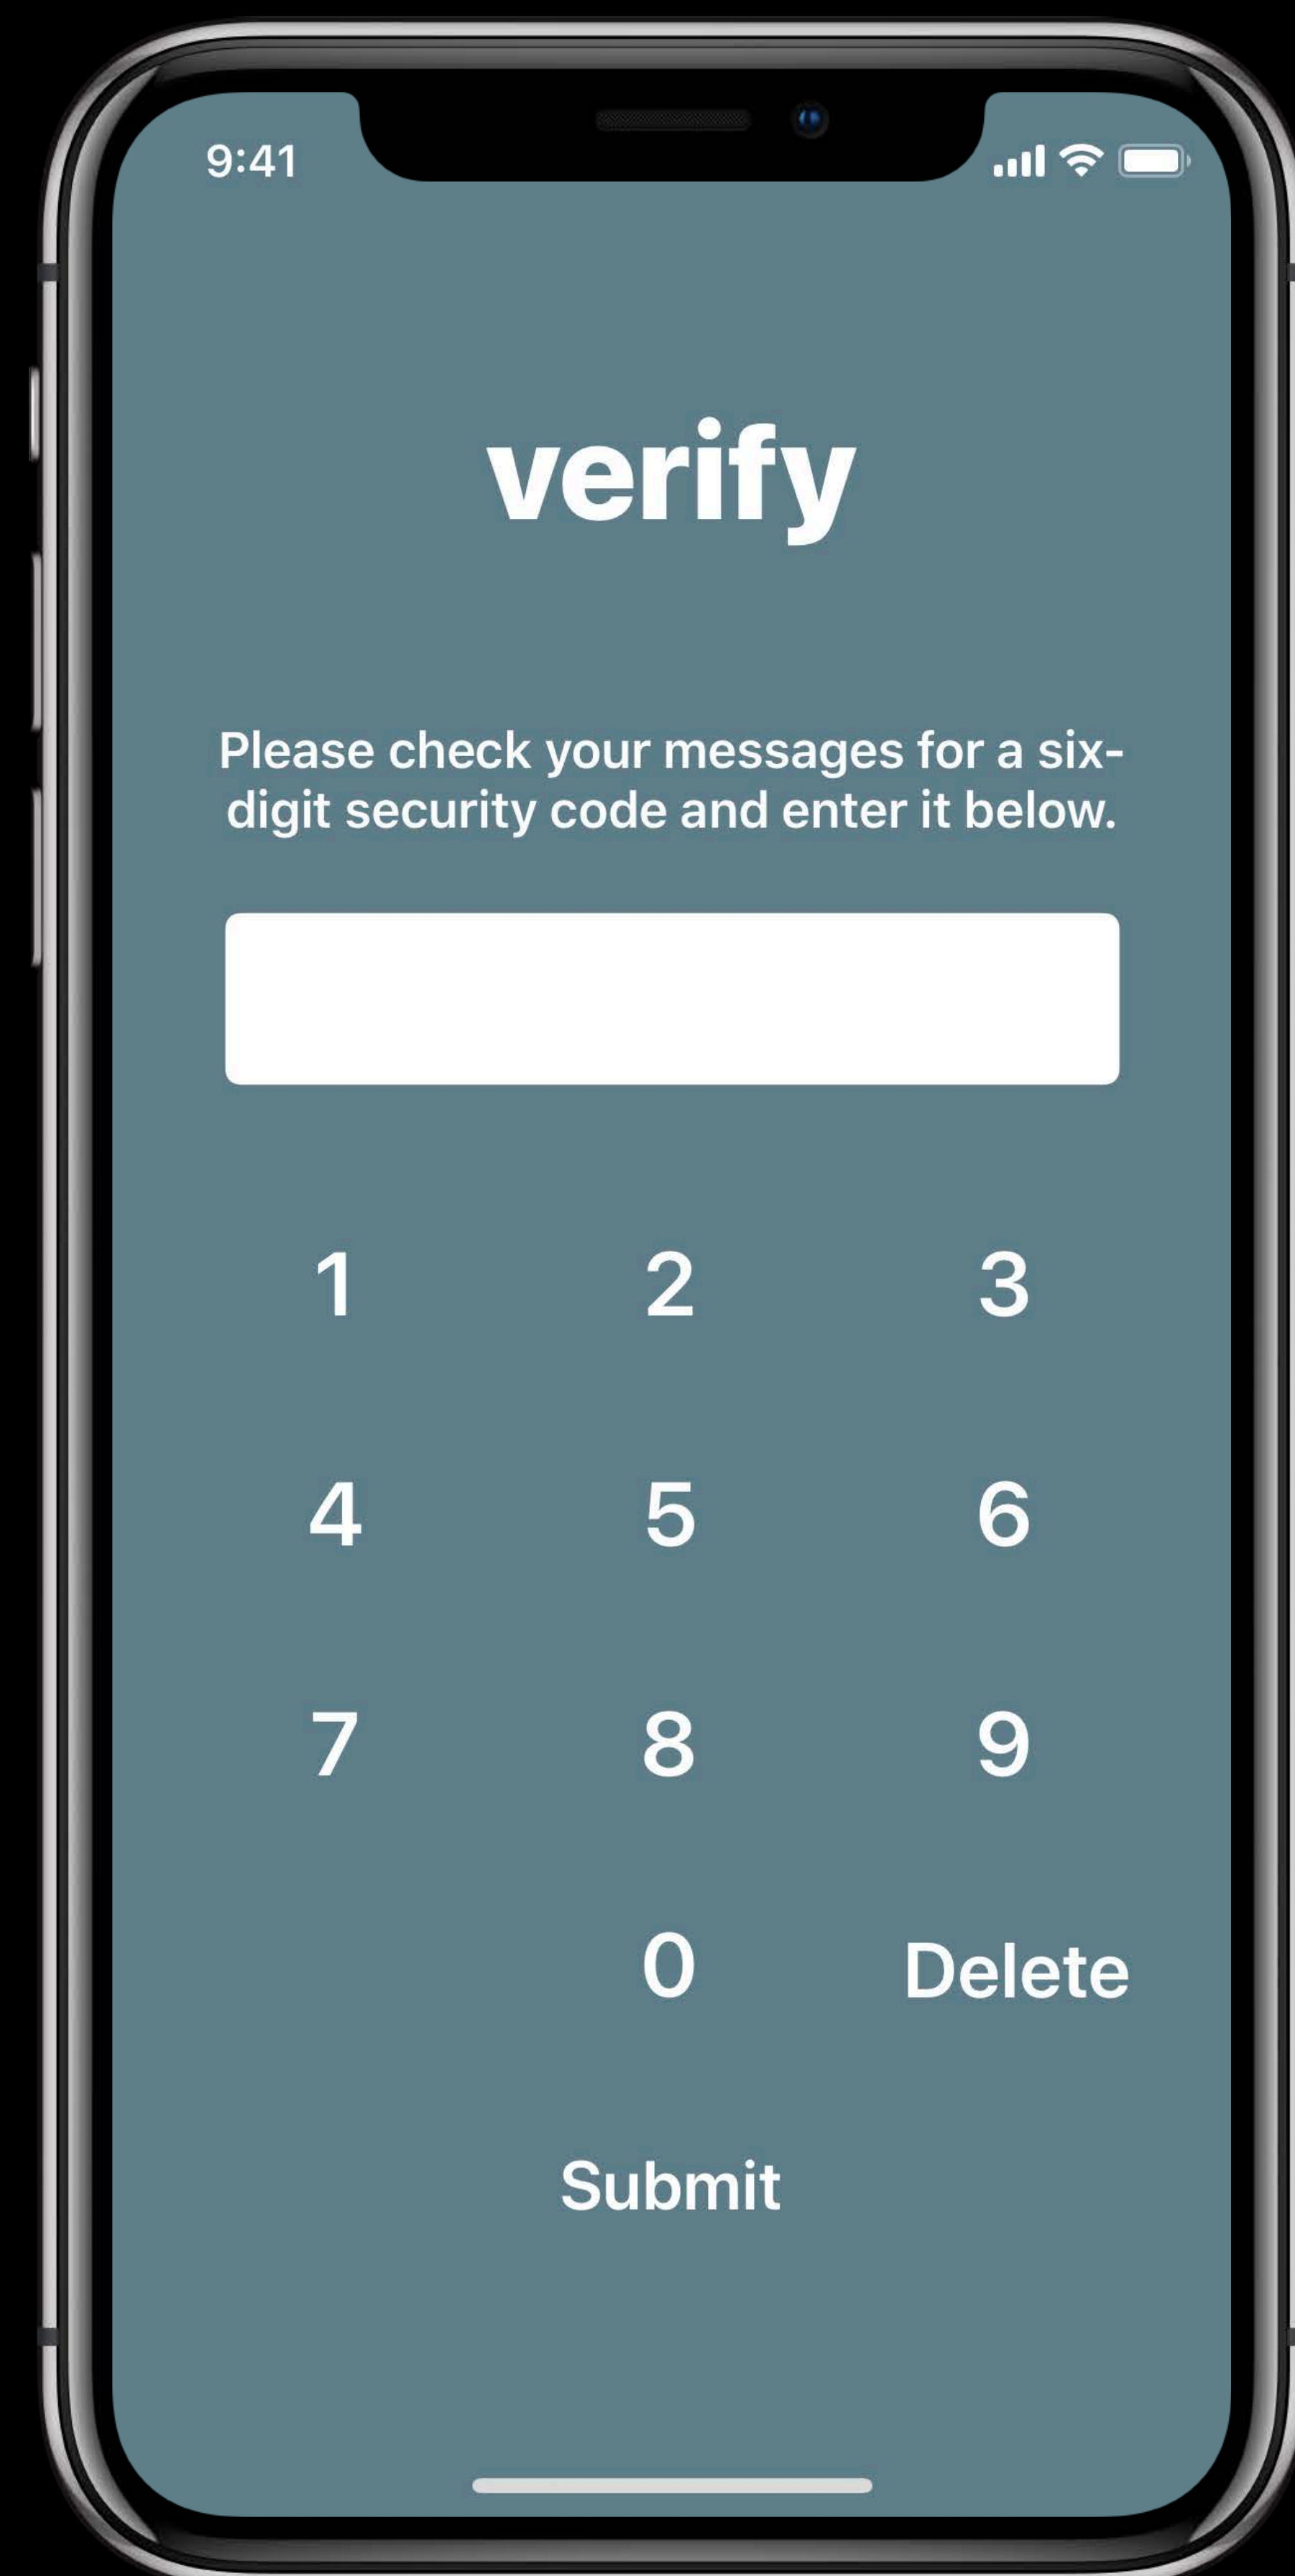 9:41
verify
Please check your messages for a six-
digit security code and enter it below.
1 2 3
4 5 6
7 8 9
0 Delete
Submit